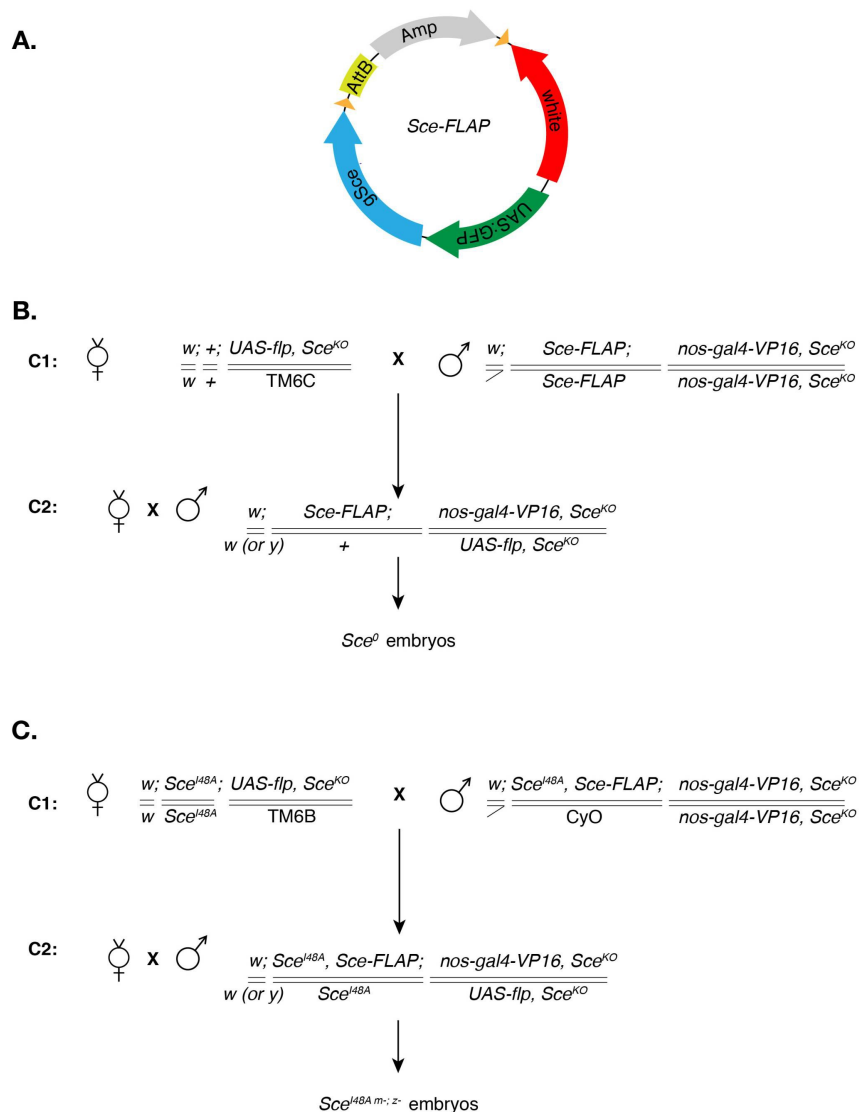 A.
Amp
AttB
white
Sce-FLAP
gSce
UAS:GFP
B.
C1:
w; +; UAS-flp, Sce^KO
w + TM6C
X
w; Sce-FLAP; nos-gal4-VP16, Sce^KO
Sce-FLAP nos-gal4-VP16, Sce^KO
C2:
X
w; Sce-FLAP; nos-gal4-VP16, Sce^KO
w (or y) + UAS-flp, Sce^KO
Sce^0 embryos
C.
C1:
w; Sce^I48A; UAS-flp, Sce^KO
w Sce^I48A TM6B
X
w; Sce^I48A, Sce-FLAP; nos-gal4-VP16, Sce^KO
CyO nos-gal4-VP16, Sce^KO
C2:
X
w; Sce^I48A, Sce-FLAP; nos-gal4-VP16, Sce^KO
w (or y) Sce^I48A UAS-flp, Sce^KO
Sce^I48A m-; z- embryos